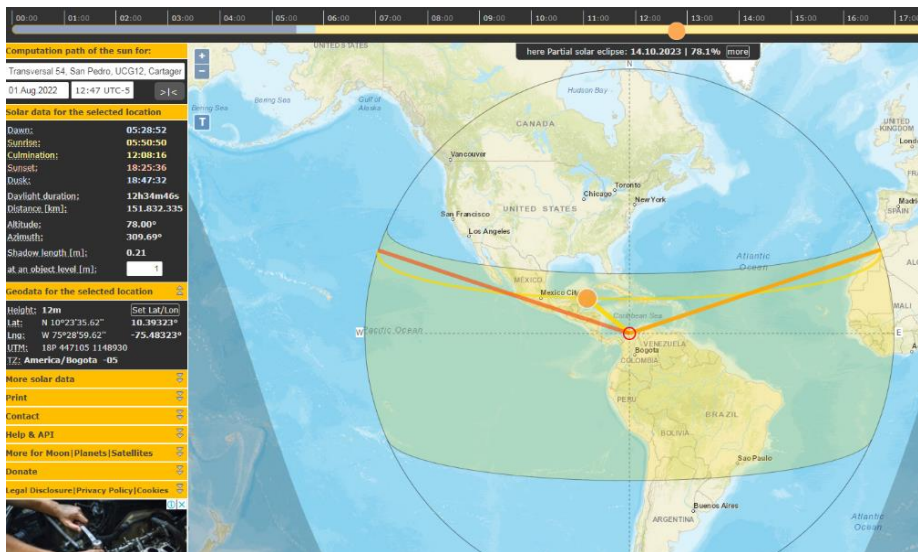 00:00 01:00 02:00 03:00 06:00 07:00 08:00 09:00 10:00 11:00 12:00 13:00 14:00 15:00 16:00 17:00
Computation path of the sun for:
Transversal 54, San Pedro, UCG12, Cartager
01 Aug.2022 12:47 UTC-5 >|<
Solar data for the selected location
Dawn: 05:28:52
Sunrise: 05:50:50
Culmination: 12:08:16
Sunset: 18:25:36
Dusk: 18:47:32
Daylight duration: 12h34m46s
Distance [km]: 151.832.335
Altitude: 78.00°
Azimuth: 309.69°
Shadow length [m]: 0.21
at an object level [m]: 1
Geodata for the selected location
Height: 12m Set Lat/Lon
Lat: N 10°23'35.62'' 10.39323°
Lng: W 75°28'59.62'' -75.48323°
UTM: 18P 447105 1148930
TZ: America/Bogota -05
More solar data
Print
Contact
Help & API
More for Moon|Planets|Satellites
Donate
Legal Disclosure|Privacy Policy|Cookies
+
−
T
here Partial solar eclipse: 14.10.2023 | 78.1% more
N
UNITED STATES
Bering Sea
Bering Sea
Gulf of Alaska
Hudson Bay
CANADA
UNITED KINGDOM
Vancouver
Toronto
Chicago
New York
San Francisco
UNITED STATES
Los Angeles
SPAIN
Atlantic Ocean
MÉXICO
Mexico City
Caribbean Sea
W
Pacific Ocean
E
VENEZUELA
Bogota
COLOMBIA
PERU
BRAZIL
BOLIVIA
Sao Paulo
Buenos Aires
ARGENTINA
Atlantic Ocean